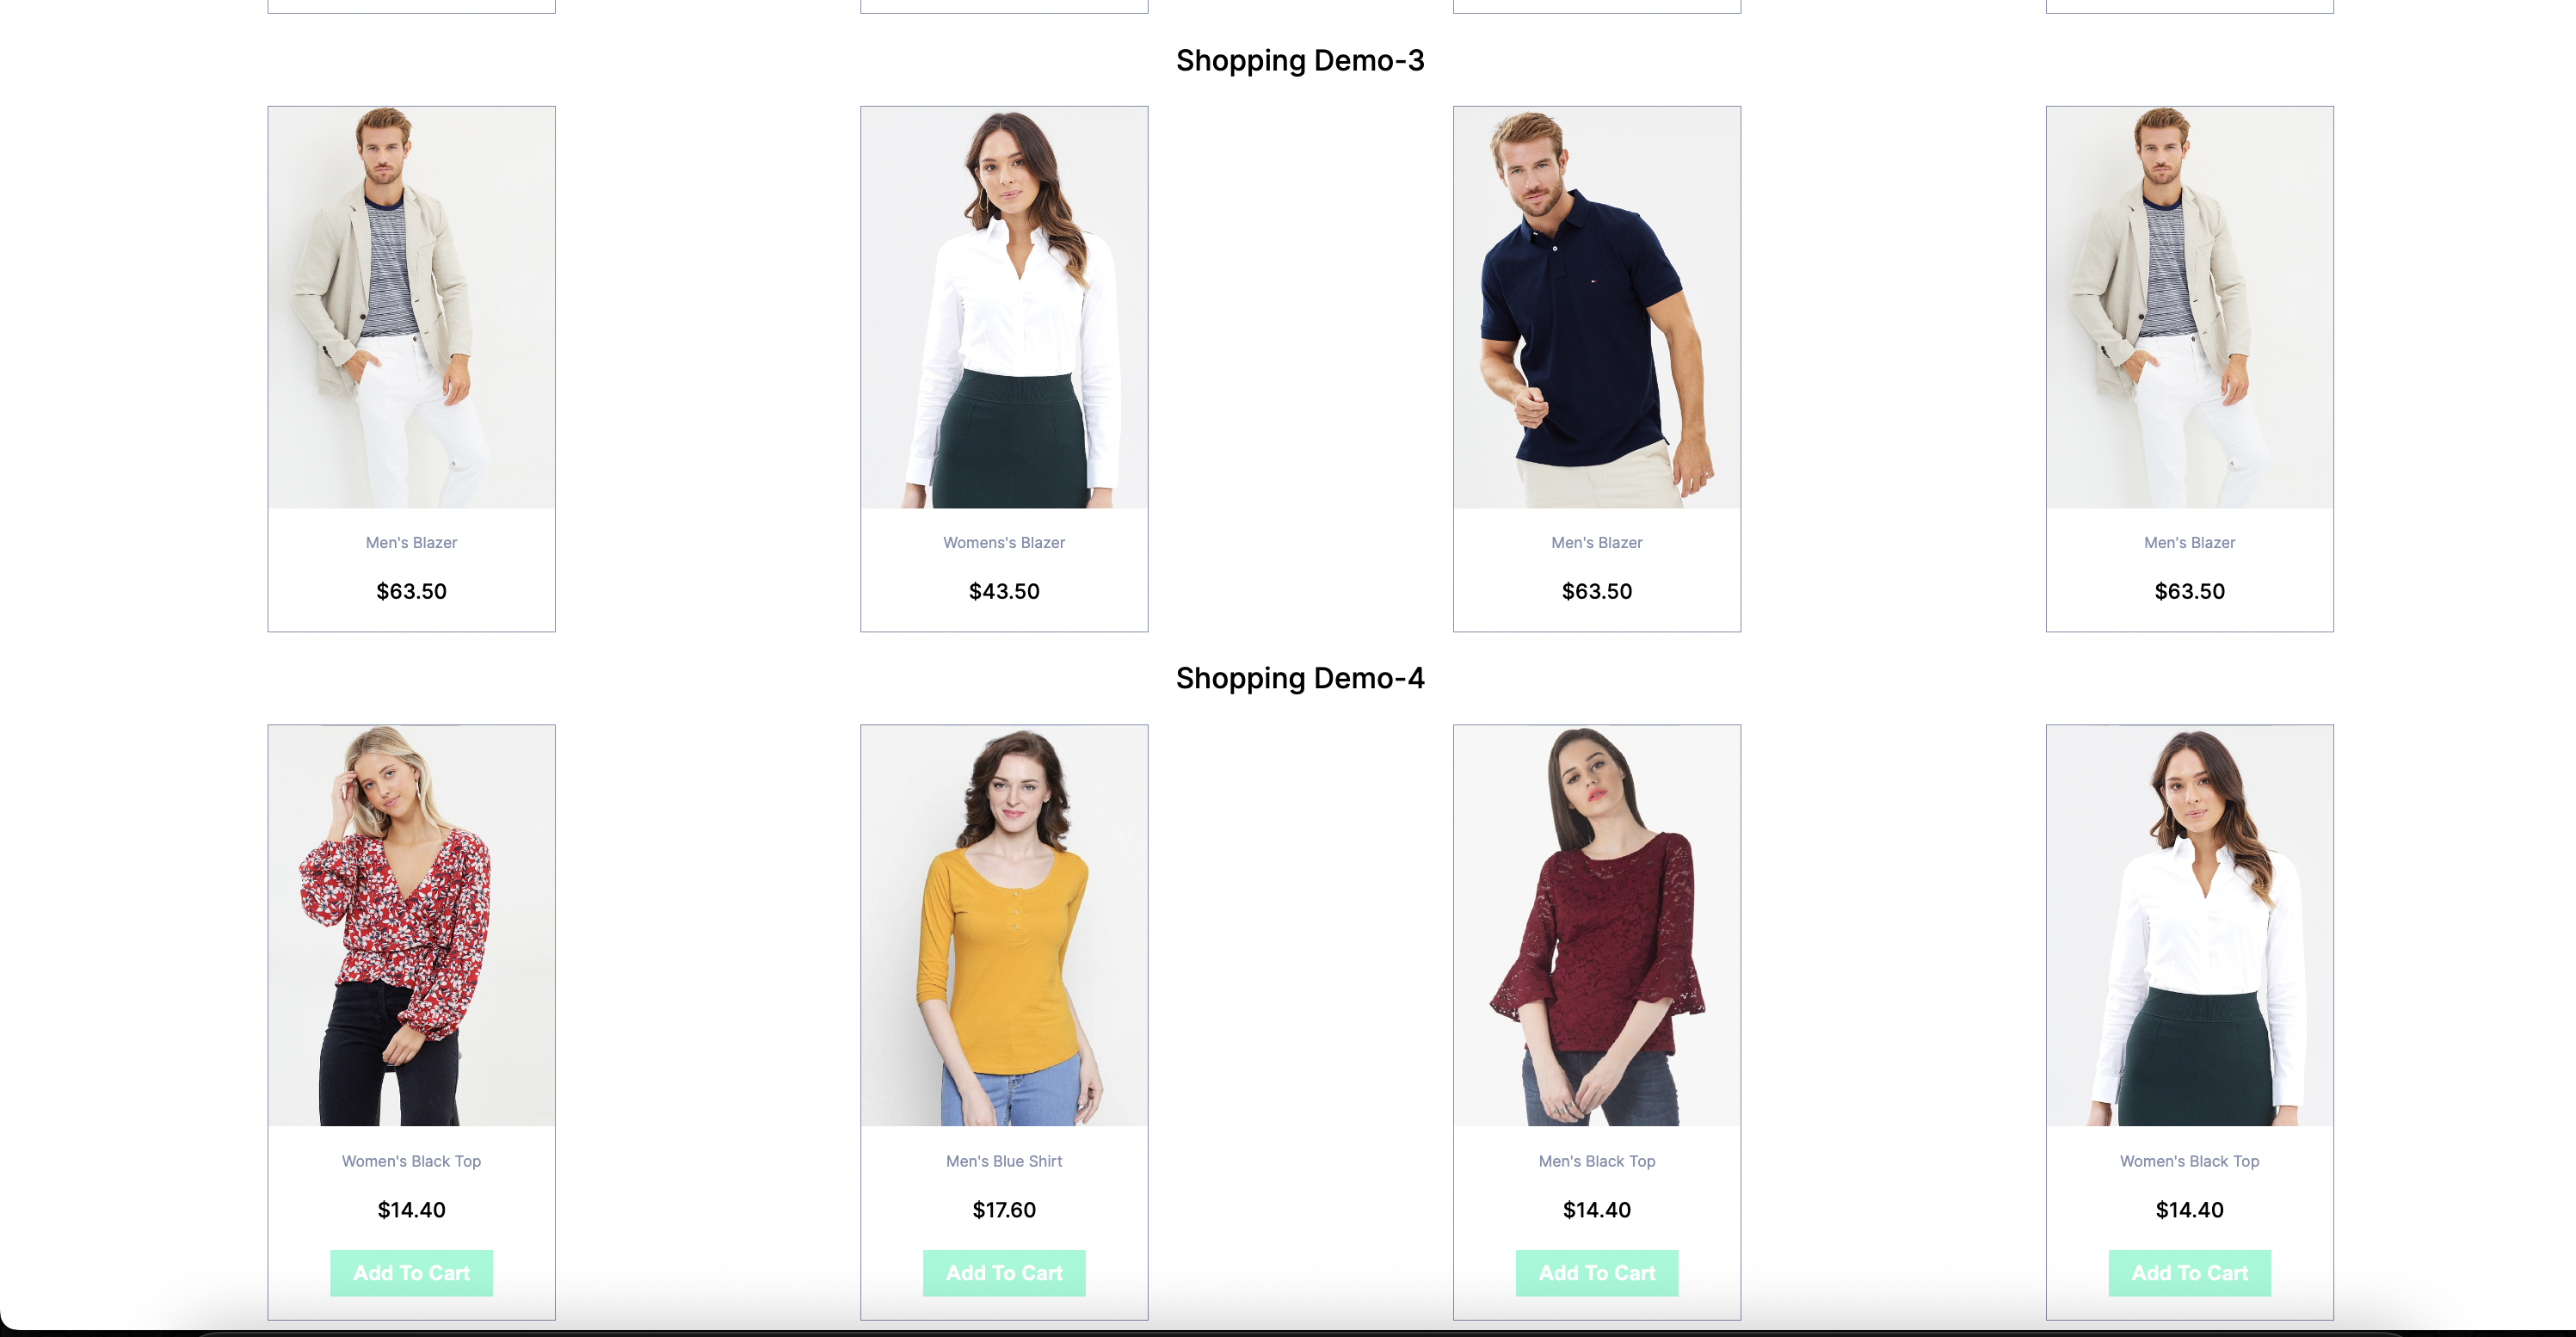 Shopping Demo-3
Men's Blazer
$63.50
Womens's Blazer
$43.50
Men's Blazer
$63.50
Men's Blazer
$63.50
Shopping Demo-4
Women's Black Top
$14.40
Add To Cart
Men's Blue Shirt
$17.60
Add To Cart
Men's Black Top
$14.40
Add To Cart
Women's Black Top
$14.40
Add To Cart